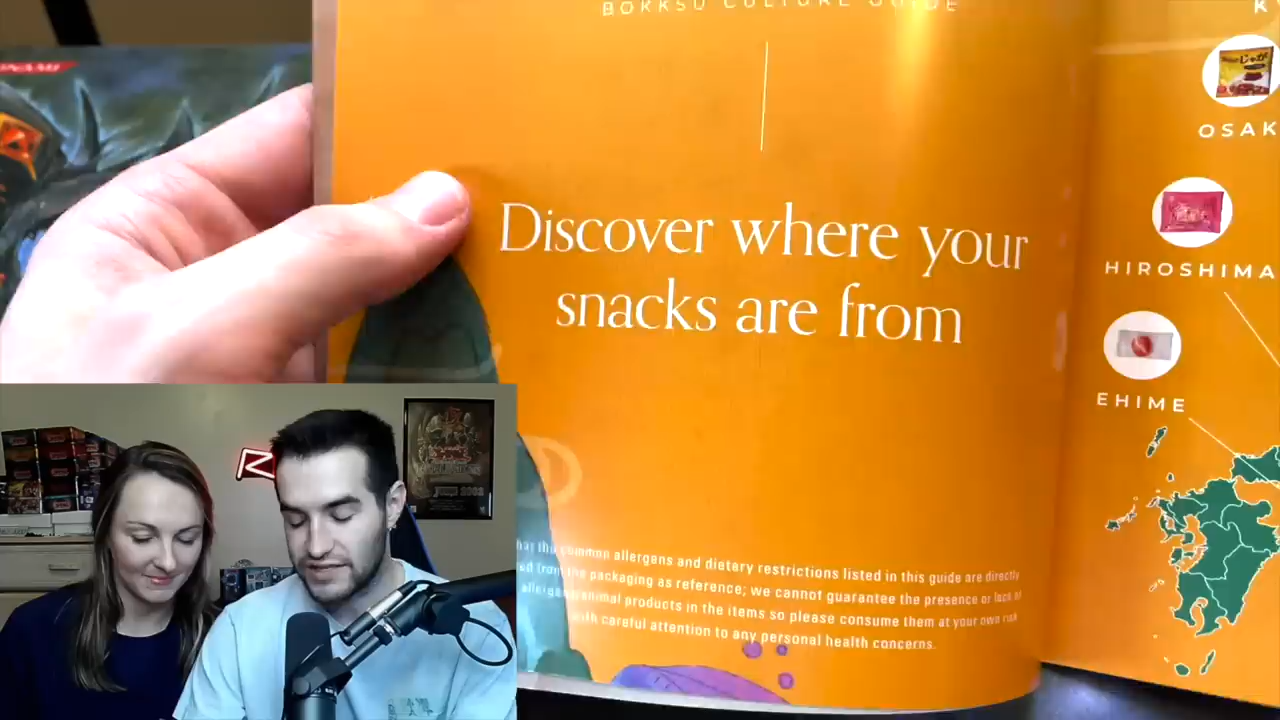 BOKKSU CULTURE GUIDE
Discover where your
snacks are from
the common allergens and dietary restrictions listed in this guide are directly
from the packaging as reference; we cannot guarantee the presence or lack of
animal products in the items so please consume them at your own risk
with careful attention to any personal health concerns.
OSAK
HIROSHIMA
EHIME